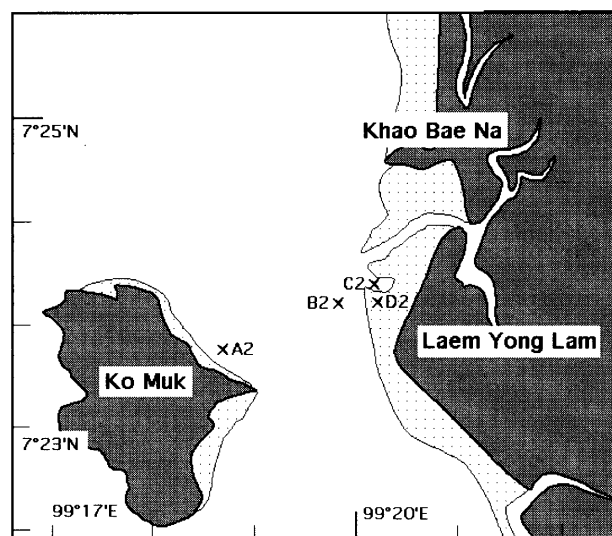 7°25'N
Khao Bae Na
C2
B2
D2
A2
Laem Yong Lam
Ko Muk
7°23'N
99°17'E
99°20'E